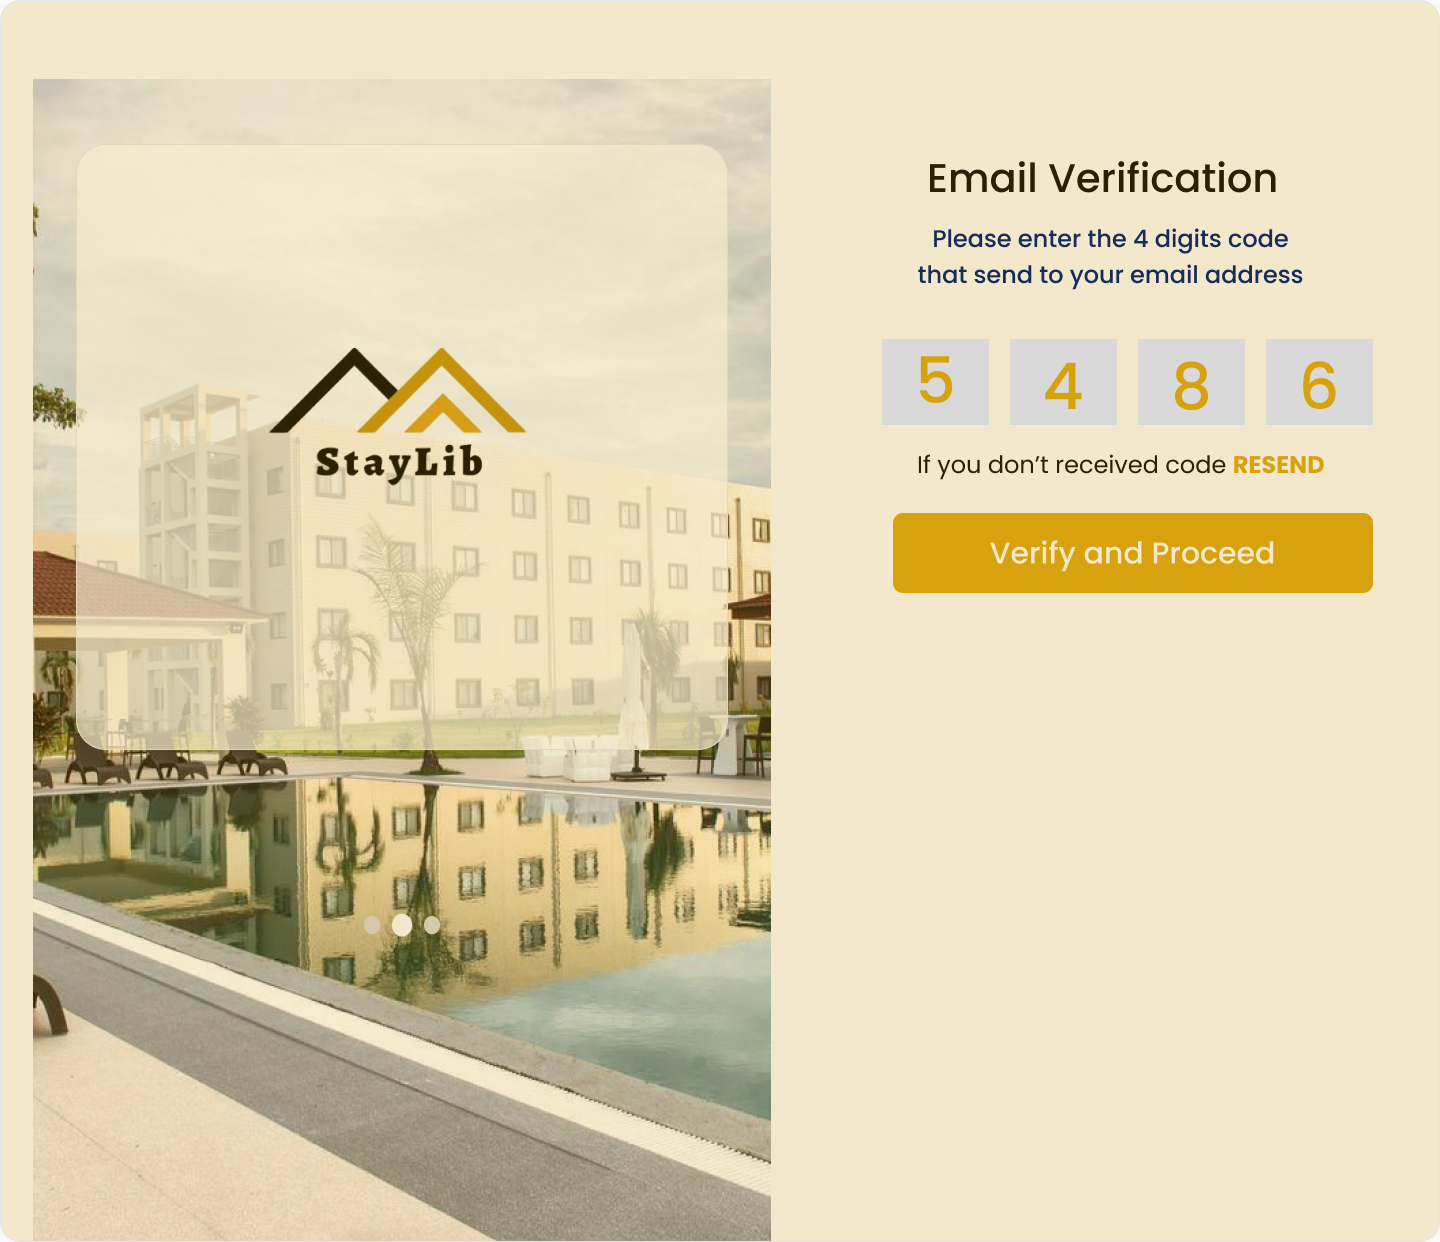 StayLib
Email Verification
Please enter the 4 digits code
that send to your email address
5 4 8 6
If you don’t received code RESEND
Verify and Proceed